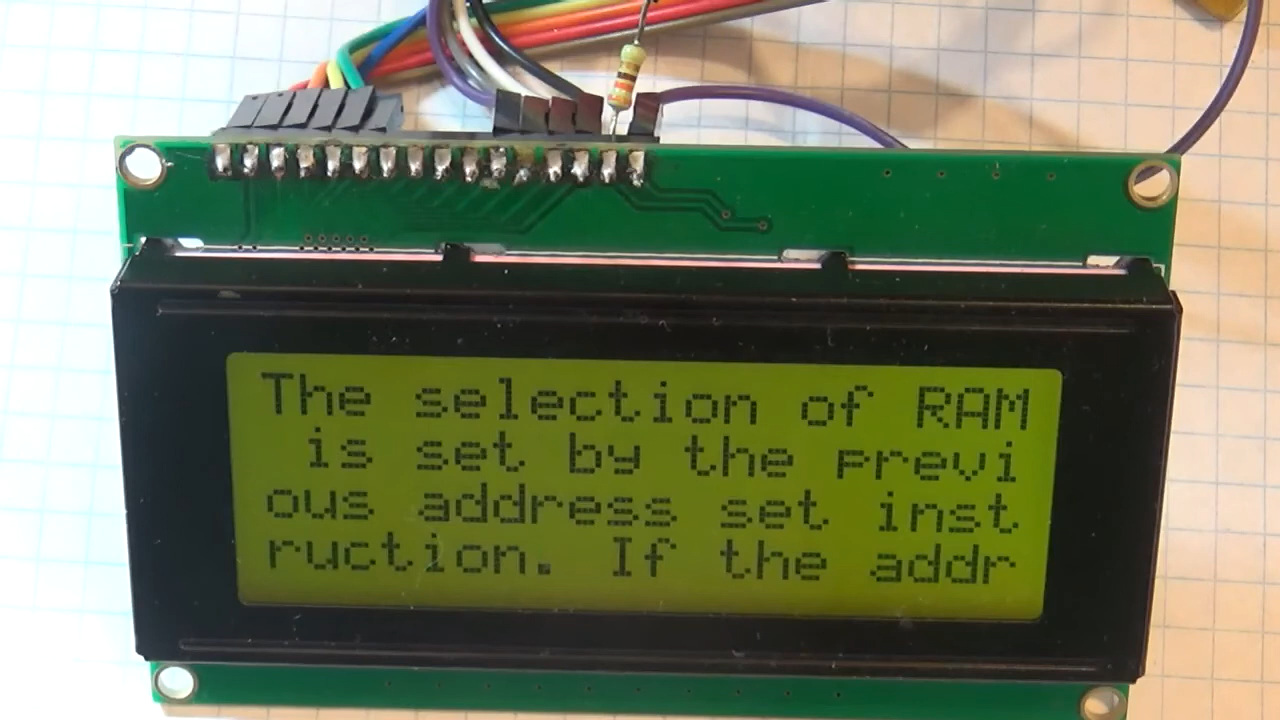 The selection of RAM
is set by the previ
ous address set inst
ruction. If the addr